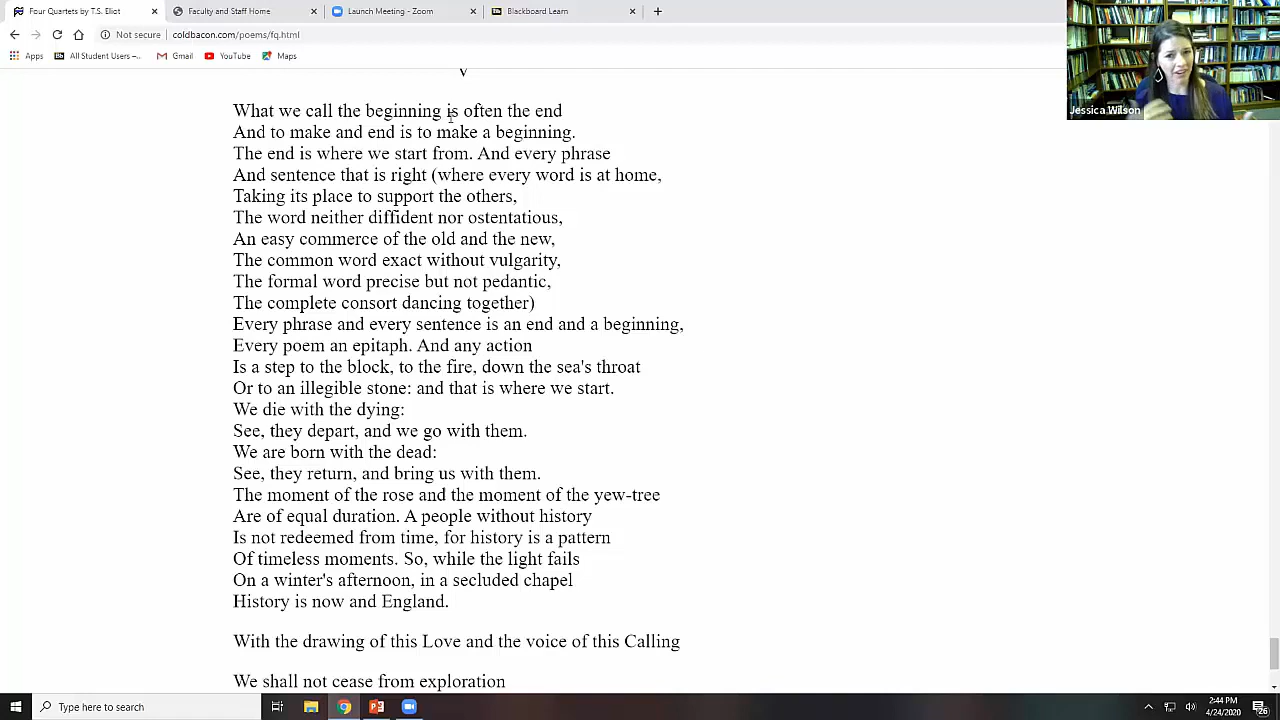 Four Quartets by T.S. Eliot
Faculty and Staff Home
Launch Meeting - Zoom
Blackboard Learn
Not secure
coldbacon.com/poems/fq.html
Apps
All Student Users –...
Gmail
YouTube
Maps
Jessica Wilson
V
What we call the beginning is often the end
And to make and end is to make a beginning.
The end is where we start from. And every phrase
And sentence that is right (where every word is at home,
Taking its place to support the others,
The word neither diffident nor ostentatious,
An easy commerce of the old and the new,
The common word exact without vulgarity,
The formal word precise but not pedantic,
The complete consort dancing together)
Every phrase and every sentence is an end and a beginning,
Every poem an epitaph. And any action
Is a step to the block, to the fire, down the sea's throat
Or to an illegible stone: and that is where we start.
We die with the dying:
See, they depart, and we go with them.
We are born with the dead:
See, they return, and bring us with them.
The moment of the rose and the moment of the yew-tree
Are of equal duration. A people without history
Is not redeemed from time, for history is a pattern
Of timeless moments. So, while the light fails
On a winter's afternoon, in a secluded chapel
History is now and England.
With the drawing of this Love and the voice of this Calling
We shall not cease from exploration
Type here to search
2:44 PM
4/24/2020
26